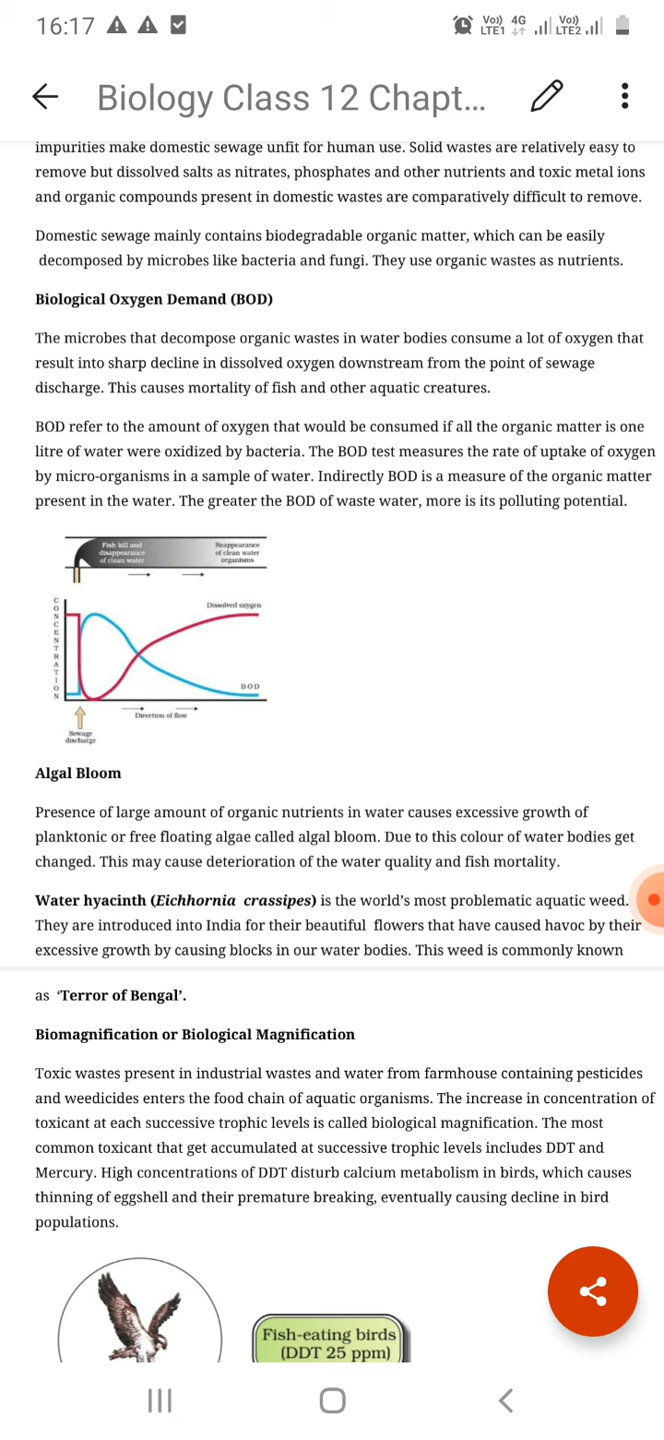 16:17
Vo)) 4G Vo))
LTE1 LTE2
Biology Class 12 Chapt...
impurities make domestic sewage unfit for human use. Solid wastes are relatively easy to
remove but dissolved salts as nitrates, phosphates and other nutrients and toxic metal ions
and organic compounds present in domestic wastes are comparatively difficult to remove.
Domestic sewage mainly contains biodegradable organic matter, which can be easily
decomposed by microbes like bacteria and fungi. They use organic wastes as nutrients.
Biological Oxygen Demand (BOD)
The microbes that decompose organic wastes in water bodies consume a lot of oxygen that
result into sharp decline in dissolved oxygen downstream from the point of sewage
discharge. This causes mortality of fish and other aquatic creatures.
BOD refer to the amount of oxygen that would be consumed if all the organic matter is one
litre of water were oxidized by bacteria. The BOD test measures the rate of uptake of oxygen
by micro-organisms in a sample of water. Indirectly BOD is a measure of the organic matter
present in the water. The greater the BOD of waste water, more is its polluting potential.
Fish kill and
disappearance
of clean water
Reappearance
of clean water
organisms
CONCENTRATION
Dissolved oxygen
BOD
Direction of flow
Sewage
discharge
Algal Bloom
Presence of large amount of organic nutrients in water causes excessive growth of
planktonic or free floating algae called algal bloom. Due to this colour of water bodies get
changed. This may cause deterioration of the water quality and fish mortality.
Water hyacinth (Eichhornia crassipes) is the world's most problematic aquatic weed.
They are introduced into India for their beautiful flowers that have caused havoc by their
excessive growth by causing blocks in our water bodies. This weed is commonly known
as ‘Terror of Bengal’.
Biomagnification or Biological Magnification
Toxic wastes present in industrial wastes and water from farmhouse containing pesticides
and weedicides enters the food chain of aquatic organisms. The increase in concentration of
toxicant at each successive trophic levels is called biological magnification. The most
common toxicant that get accumulated at successive trophic levels includes DDT and
Mercury. High concentrations of DDT disturb calcium metabolism in birds, which causes
thinning of eggshell and their premature breaking, eventually causing decline in bird
populations.
Fish-eating birds
(DDT 25 ppm)